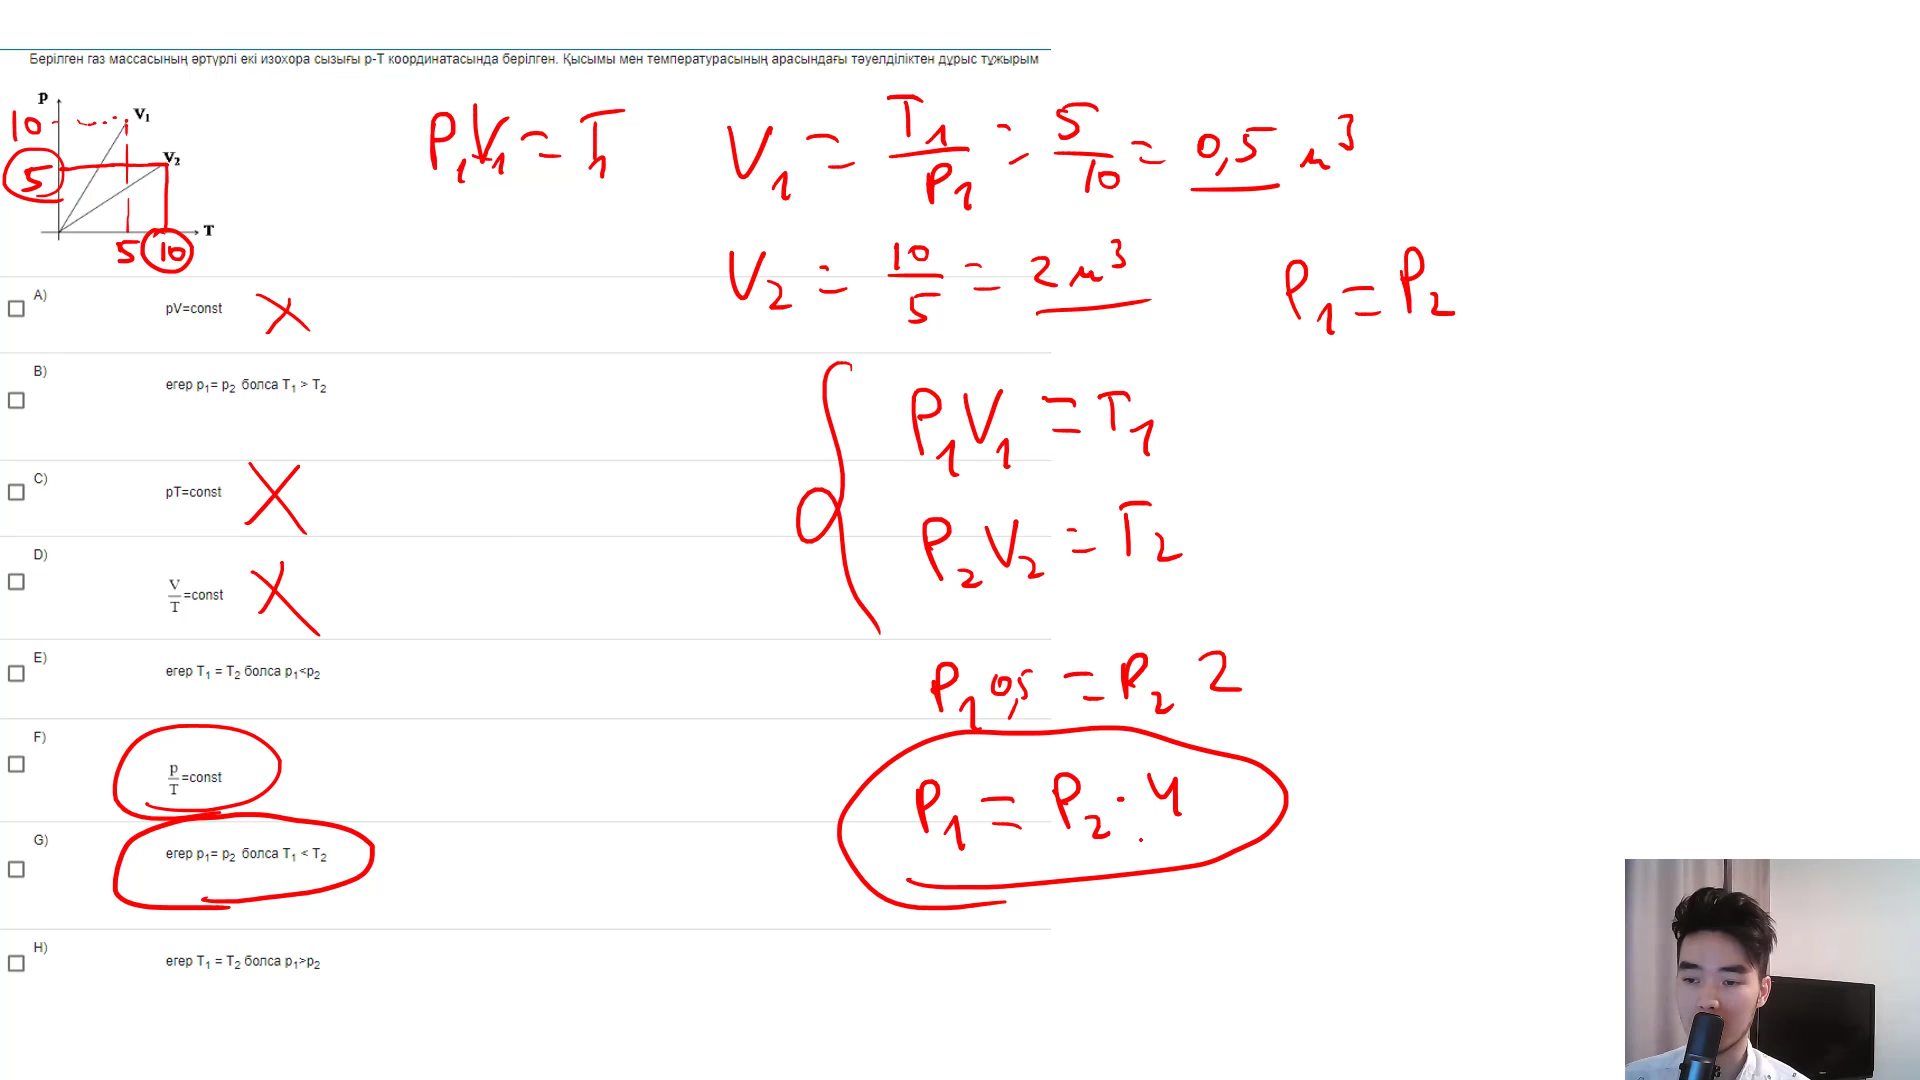 Берілген газ массасының әртүрлі екі изохора сызығы p-T координатасында берілген. Қысымы мен температурасының арасындағы тәуелділіктен дұрыс тұжырым
p
10
V₁
V₂
5
T
5 10
P₁V₁ = T₁
V₁ = T₁/P₁ = 5/10 = 0,5 м³
V₂ = 10/5 = 2 м³
P₁ = P₂
A)
pV=const
B)
егер p₁= p₂ болса T₁ > T₂
P₁V₁ = T₁
C)
pT=const
P₂V₂ = T₂
D)
V/T=const
E)
егер T₁ = T₂ болса p₁<p₂
P₁ 0,5 = P₂ 2
F)
p/T=const
P₁ = P₂ · 4
G)
егер p₁= p₂ болса T₁ < T₂
H)
егер T₁ = T₂ болса p₁>p₂